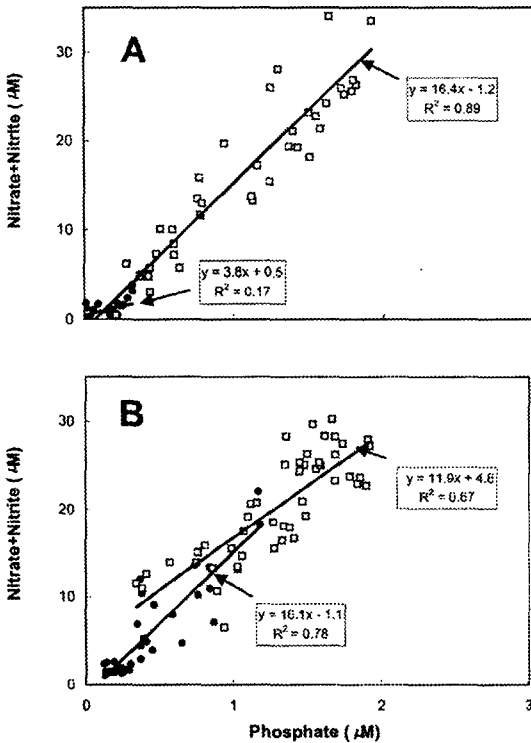 A
Nitrate+Nitrite (µM)
30
20
10
0
y = 16.4x - 1.2
R² = 0.89
y = 3.8x + 0.5
R² = 0.17
B
Nitrate+Nitrite (µM)
30
20
10
0
y = 11.9x + 4.6
R² = 0.67
y = 16.1x - 1.1
R² = 0.78
0
1
2
3
Phosphate (µM)